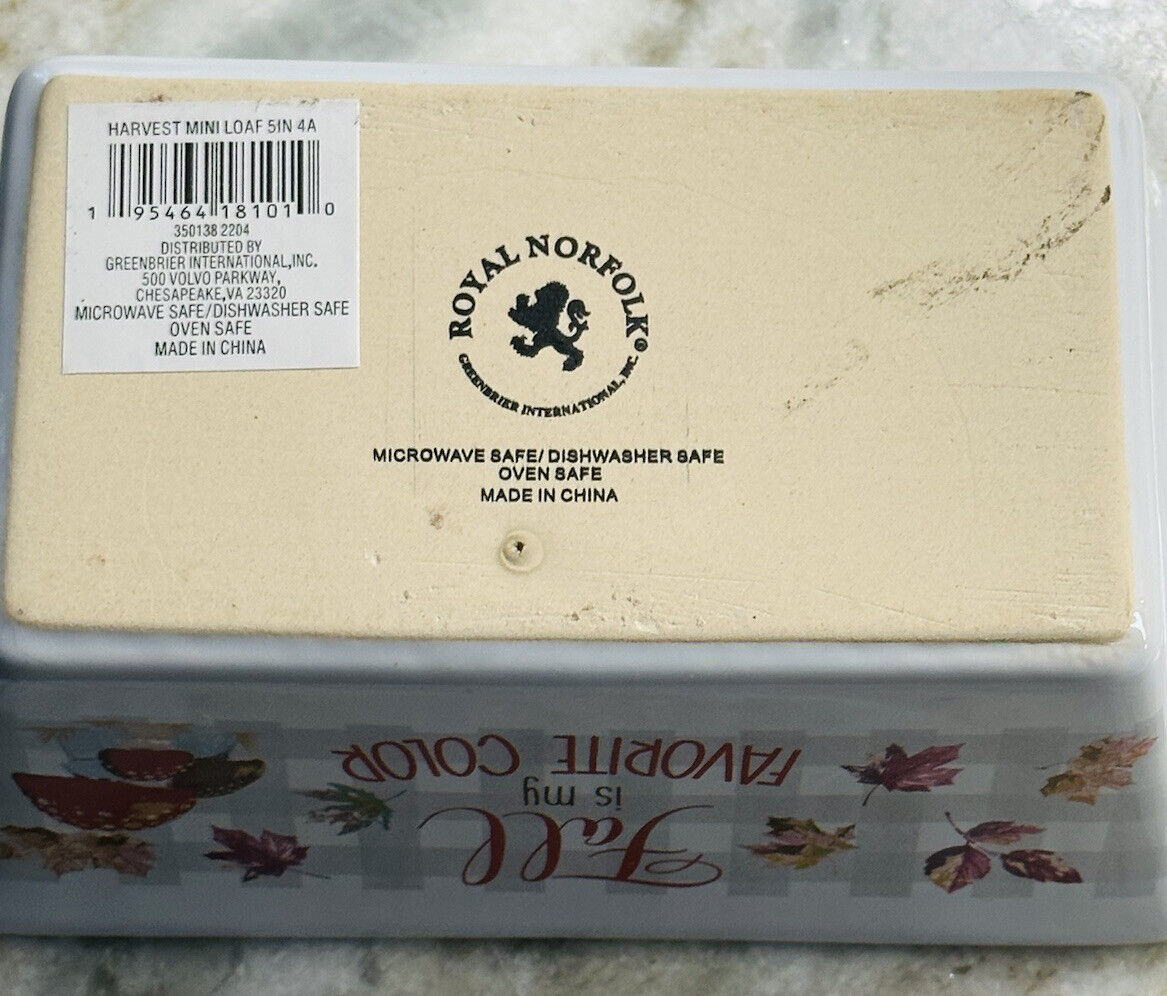 HARVEST MINI LOAF 5IN 4A
1 95464 18101 0
350138 2204
DISTRIBUTED BY
GREENBRIER INTERNATIONAL,INC.
500 VOLVO PARKWAY,
CHESAPEAKE,VA 23320
MICROWAVE SAFE/DISHWASHER SAFE
OVEN SAFE
MADE IN CHINA
ROYAL NORFOLK®
GREENBRIER INTERNATIONAL, INC.
MICROWAVE SAFE/ DISHWASHER SAFE
OVEN SAFE
MADE IN CHINA
Fall
is my
FAVORITE COLOR